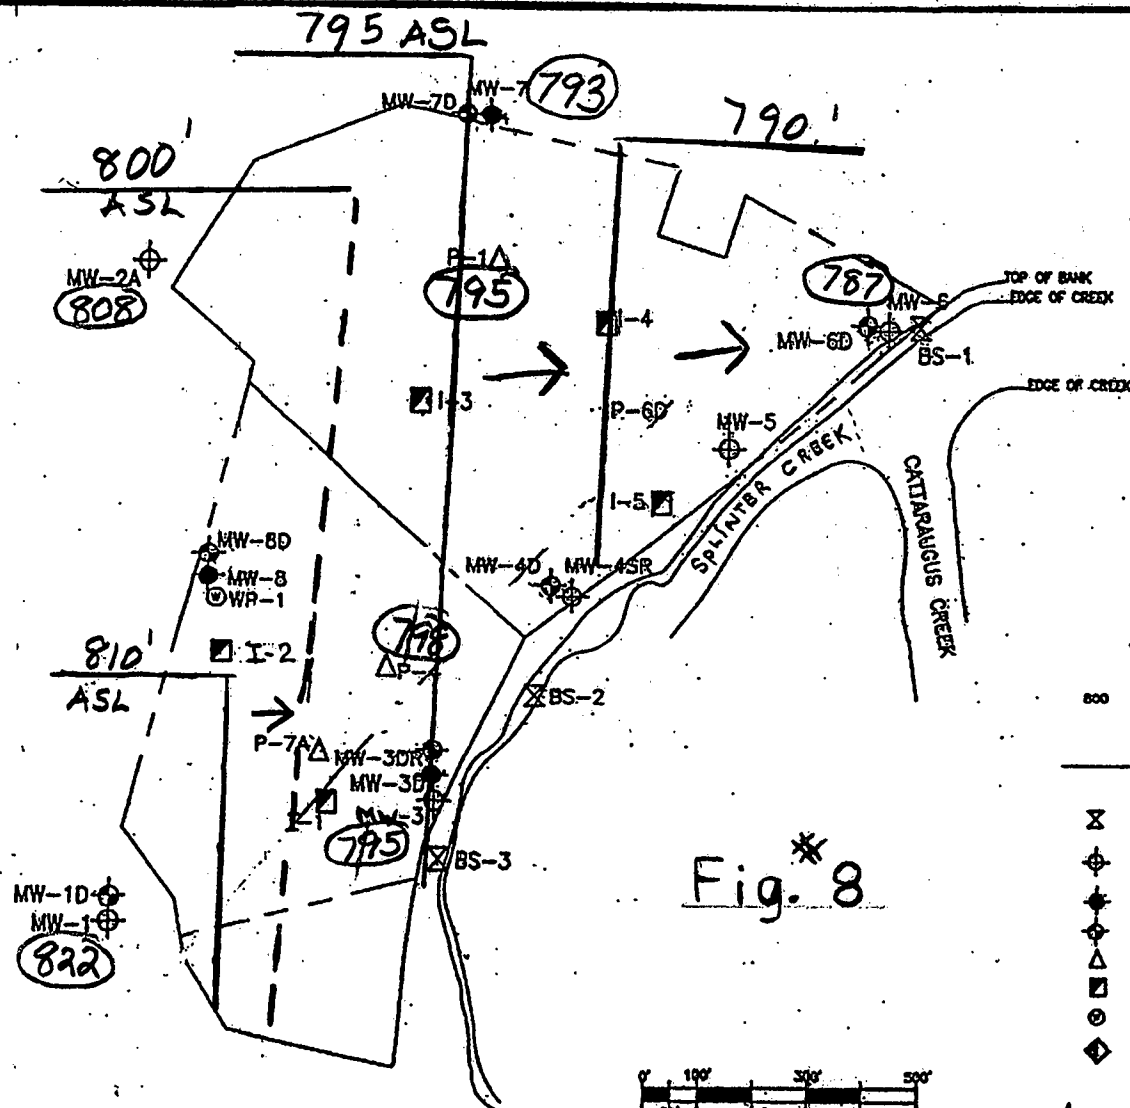 795 ASL
MW-7D
MW-7
793
790'
800'
ASL
MW-2A
808
P-1
795
787
MW-6
TOP OF BANK
EDGE OF CREEK
I-4
MW-6D
BS-1
EDGE OF CREEK
I-3
P-6D
MW-5
SPLINTER CREEK
CATTARAUGUS CREEK
I-5
MW-8D
MW-8
WP-1
MW-4D
MW-4SR
798
810'
ASL
I-2
BS-2
800
P-7A
MW-3DR
MW-3D
MW-3
795
BS-3
Fig. #8
MW-1D
MW-1
822
0'
100'
300'
500'